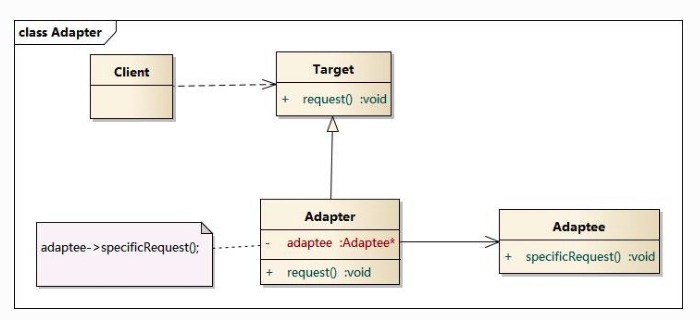 class Adapter
Client
Target
+ request() :void
Adapter
- adaptee :Adaptee*
+ request() :void
adaptee->specificRequest();
Adaptee
+ specificRequest() :void